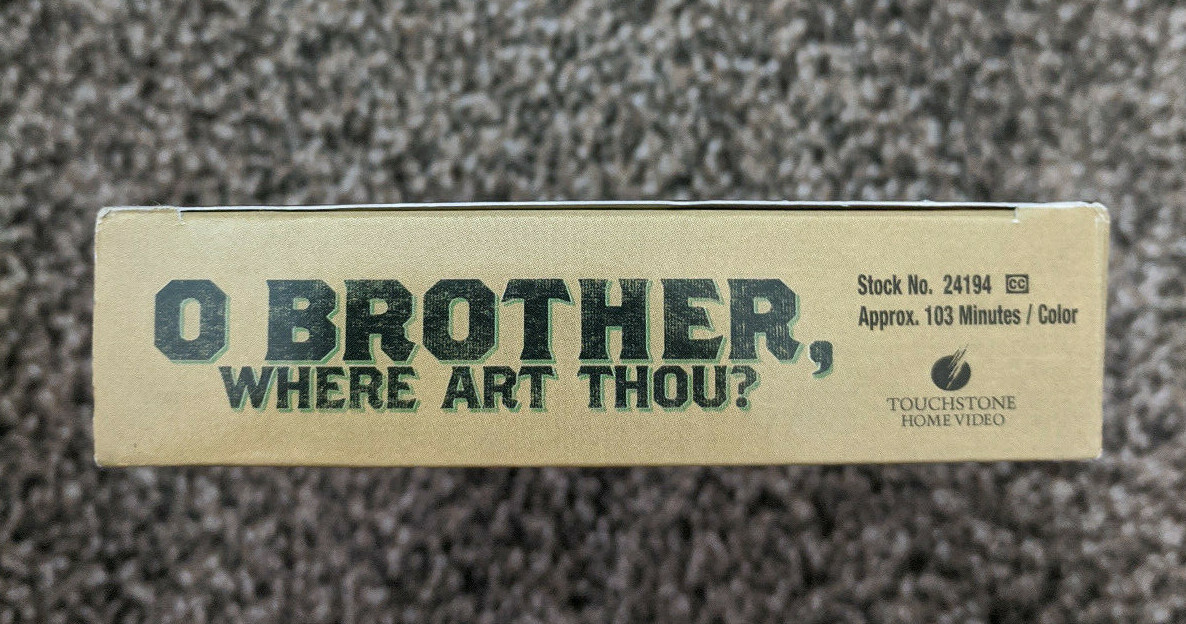 O BROTHER,
WHERE ART THOU?
Stock No. 24194 CC
Approx. 103 Minutes / Color
TOUCHSTONE
HOME VIDEO